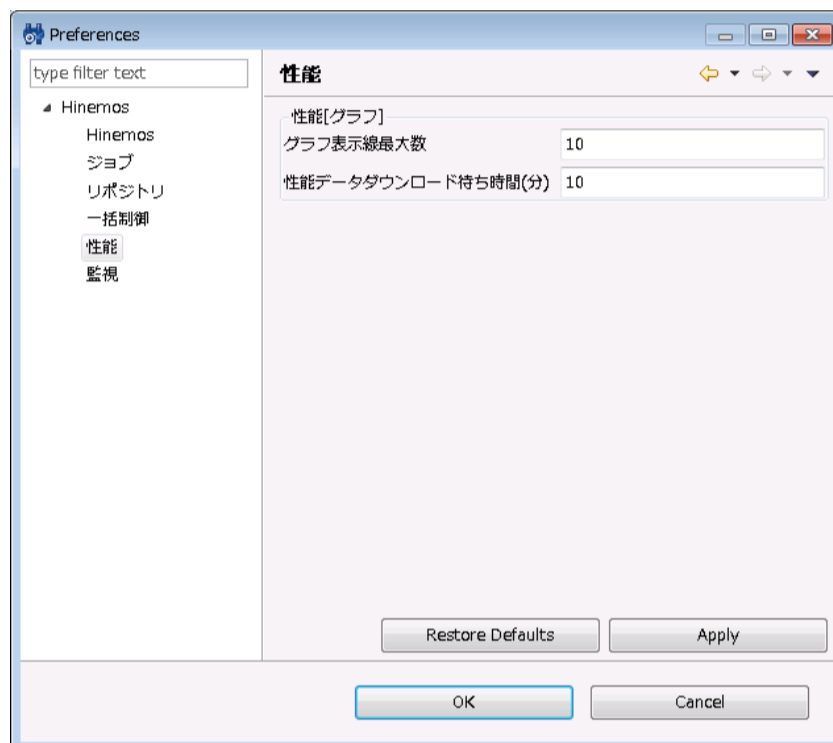 Preferences
type filter text
Hinemos
Hinemos
ジョブ
リポジトリ
一括制御
性能
監視
性能
性能[グラフ]
グラフ表示線最大数
10
性能データダウンロード待ち時間(分)
10
Restore Defaults
Apply
OK
Cancel